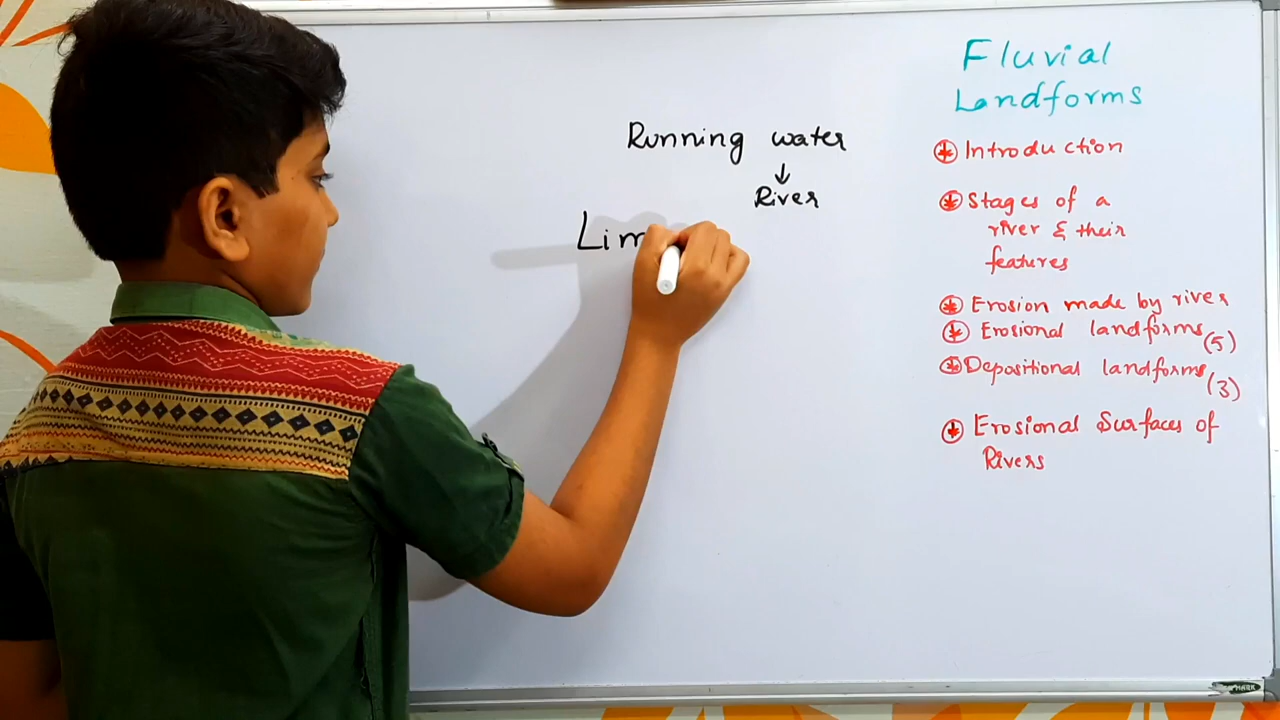 Running water
↓
River
Lim
Fluvial
Landforms
Introduction
Stages of a
river & their
features
Erosion made by river
Erosional landforms (5)
Depositional landforms (3)
Erosional Surfaces of
Rivers